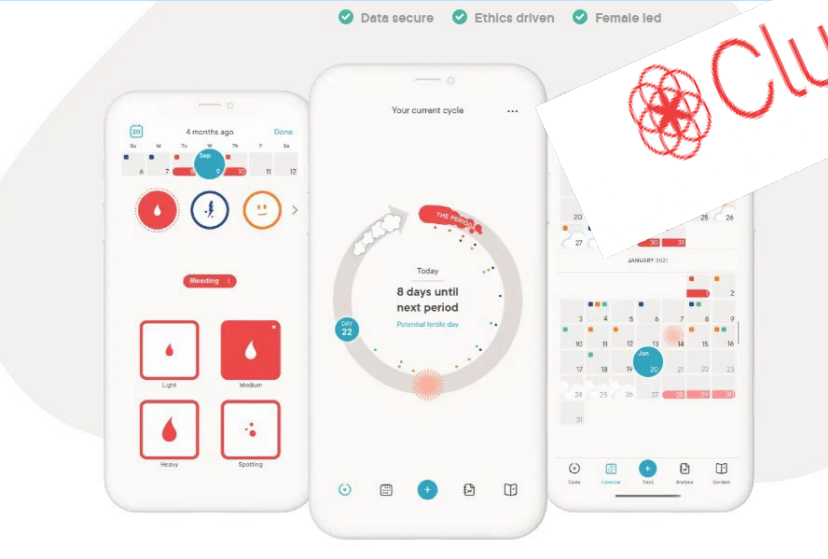 Data secure
Ethics driven
Female led
Clu
20
4 months ago
Done
Su M Tu W Th F Sa
Sep
6 7 8 9 10 11 12
Bleeding
Light
Medium
Heavy
Spotting
Your current cycle
...
THE PERIOD
Today
8 days until
next period
Potential fertile day
DAY
22
20 25 26
27 30 31
JANUARY 2021
1 2
3 4 5 6 7 8 9
10 11 12 13 14 15 16
Jan
17 18 19 20 21 22 23
24 25 26 27 28 29 30
31
Cycle
Calendar
Track
Analysis
Content